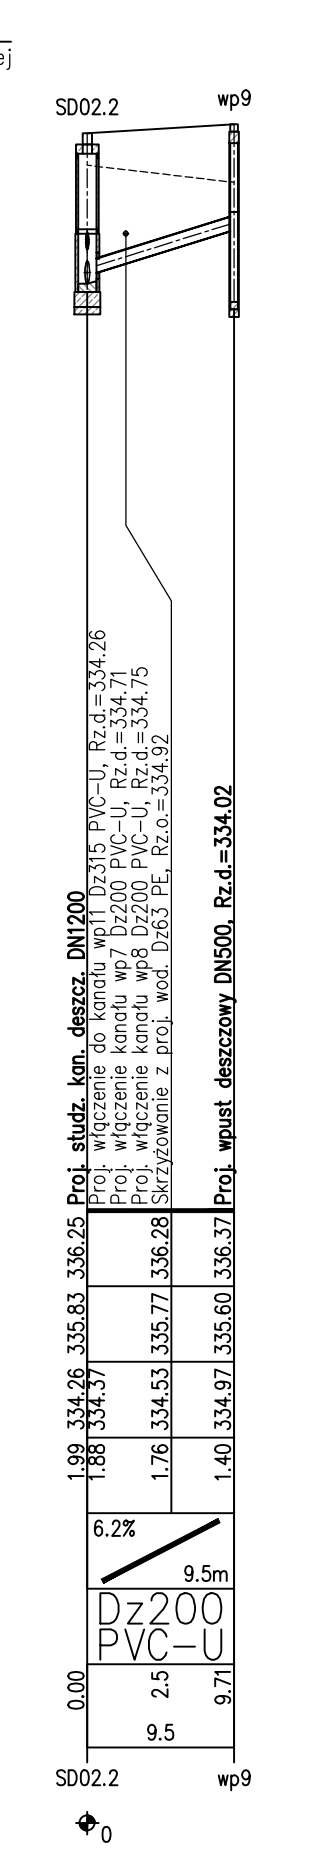 ej
SD02.2
wp9
Proj. studz. kan. deszcz. DN1200
Proj. włączenie do kanału wp11 Dz315 PVC-U, Rz.d.=334.26
Proj. włączenie kanału wp7 Dz200 PVC-U, Rz.d.=334.71
Proj. włączenie kanału wp8 Dz200 PVC-U, Rz.d.=334.75
Skrzyżowanie z proj. wod. Dz63 PE, Rz.o.=334.92
Proj. wpust deszczowy DN500, Rz.d.=334.02
336.25
336.28
336.37
335.83
335.77
335.60
334.26
334.37
334.53
334.97
1.99
1.88
1.76
1.40
6.2%
9.5m
Dz200
PVC-U
0.00
2.5
9.71
9.5
SD02.2
wp9
0